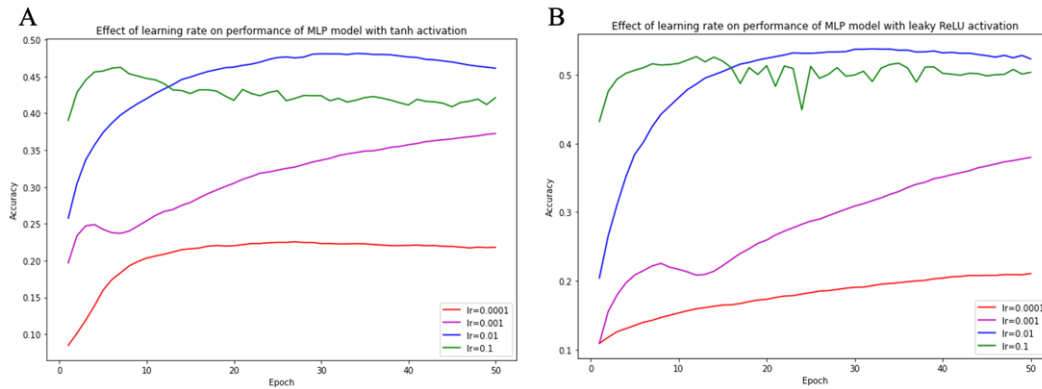 A
Effect of learning rate on performance of MLP model with tanh activation
0.50
0.45
0.40
0.35
0.30
0.25
0.20
0.15
0.10
Accuracy
0
10
20
30
40
50
Epoch
lr=0.0001
lr=0.001
lr=0.01
lr=0.1
B
Effect of learning rate on performance of MLP model with leaky ReLU activation
0.5
0.4
0.3
0.2
0.1
Accuracy
0
10
20
30
40
50
Epoch
lr=0.0001
lr=0.001
lr=0.01
lr=0.1